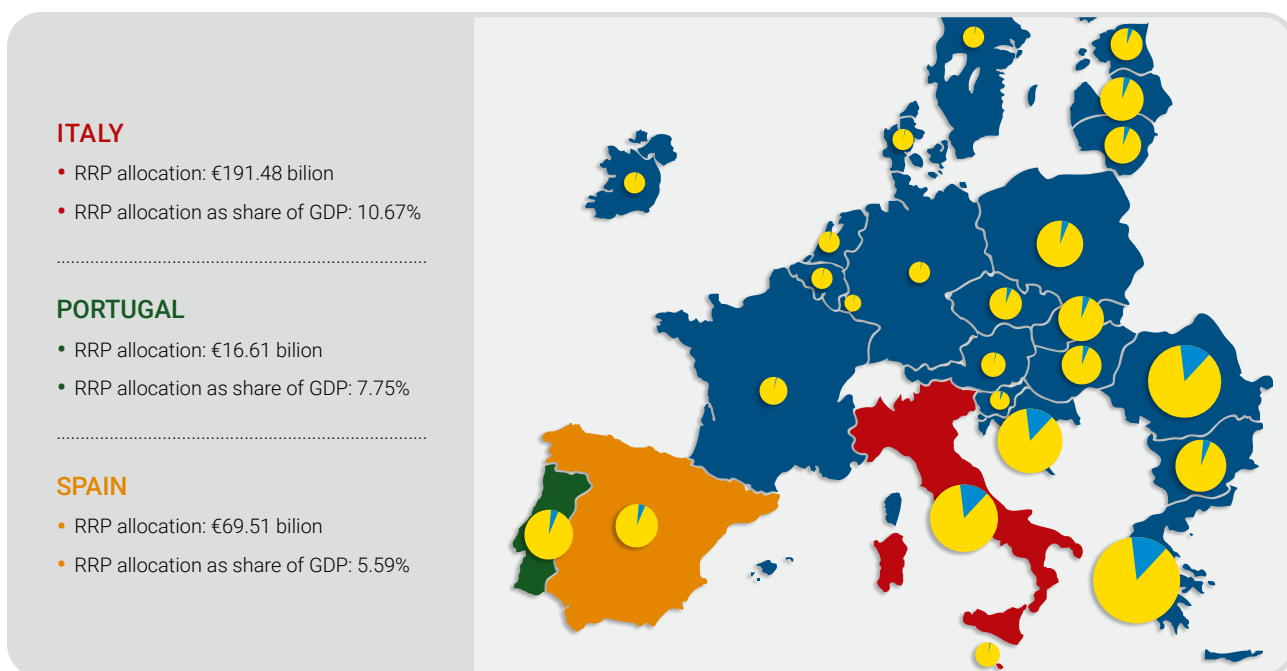 ITALY
• RRP allocation: €191.48 bilion
• RRP allocation as share of GDP: 10.67%
PORTUGAL
• RRP allocation: €16.61 bilion
• RRP allocation as share of GDP: 7.75%
SPAIN
• RRP allocation: €69.51 bilion
• RRP allocation as share of GDP: 5.59%